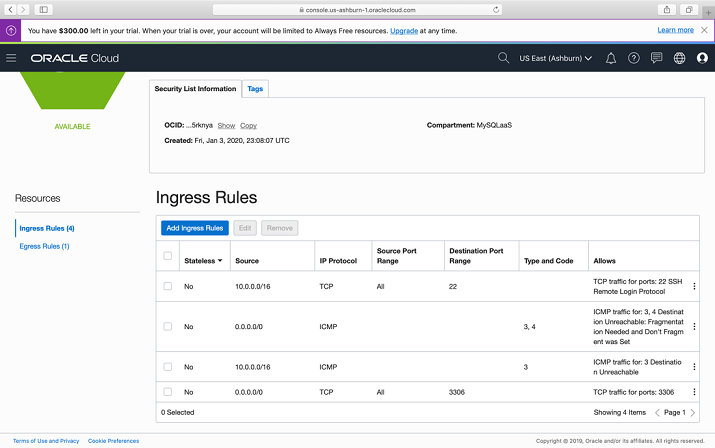 console.us-ashburn-1.oraclecloud.com
You have $300.00 left in your trial. When your trial is over, your account will be limited to Always Free resources. Upgrade at any time.
Learn more
ORACLE Cloud
US East (Ashburn)
AVAILABLE
Security List Information
Tags
OCID: ...5rknya Show Copy
Compartment: MySQLaaS
Created: Fri, Jan 3, 2020, 23:08:07 UTC
Resources
Ingress Rules (4)
Egress Rules (1)
Ingress Rules
Add Ingress Rules
Edit
Remove
Stateless
Source
IP Protocol
Source Port
Range
Destination Port
Range
Type and Code
Allows
No
10.0.0.0/16
TCP
All
22
TCP traffic for ports: 22 SSH
Remote Login Protocol
No
0.0.0.0/0
ICMP
3, 4
ICMP traffic for: 3, 4 Destinat
ion Unreachable: Fragmentat
ion Needed and Don't Fragm
ent was Set
No
10.0.0.0/16
ICMP
3
ICMP traffic for: 3 Destinatio
n Unreachable
No
0.0.0.0/0
TCP
All
3306
TCP traffic for ports: 3306
0 Selected
Showing 4 Items
Page 1
Terms of Use and Privacy
Cookie Preferences
Copyright © 2019, Oracle and/or its affiliates. All rights reserved.